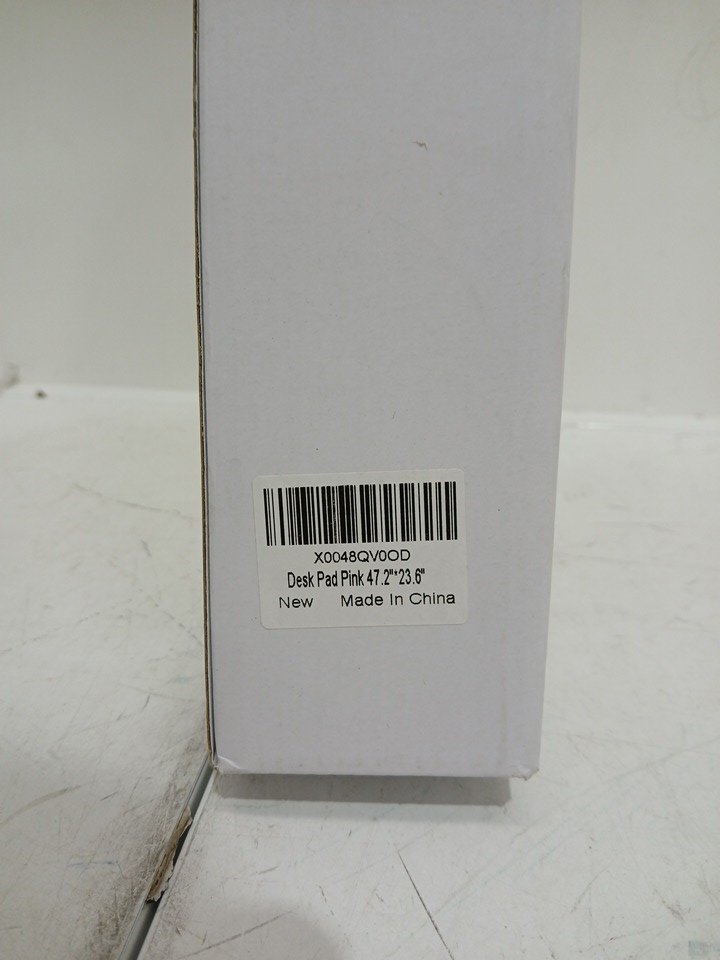 X0048QV0OD
Desk Pad Pink 47.2"*23.6"
New Made In China